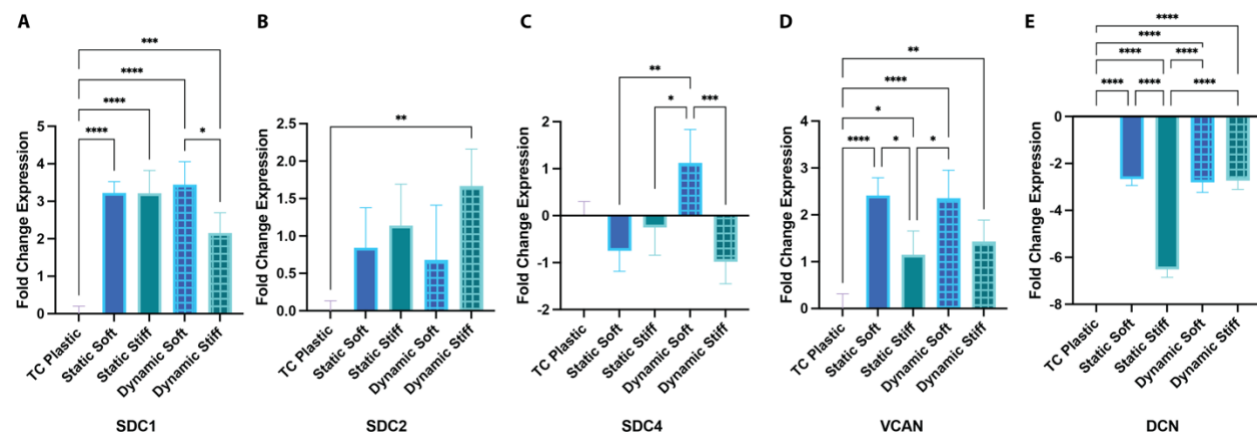 A
***
****
****
****
*
5
4
3
2
1
0
Fold Change Expression
TC Plastic
Static Soft
Static Stiff
Dynamic Soft
Dynamic Stiff
SDC1
B
**
2.5
2.0
1.5
1.0
0.5
0.0
Fold Change Expression
TC Plastic
Static Soft
Static Stiff
Dynamic Soft
Dynamic Stiff
SDC2
C
**
*
***
2
1
0
-1
-2
Fold Change Expression
TC Plastic
Static Soft
Static Stiff
Dynamic Soft
Dynamic Stiff
SDC4
D
**
****
*
****
*
*
4
3
2
1
0
Fold Change Expression
TC Plastic
Static Soft
Static Stiff
Dynamic Soft
Dynamic Stiff
VCAN
E
****
****
****
****
****
****
****
0
-2
-4
-6
-8
Fold Change Expression
TC Plastic
Static Soft
Static Stiff
Dynamic Soft
Dynamic Stiff
DCN